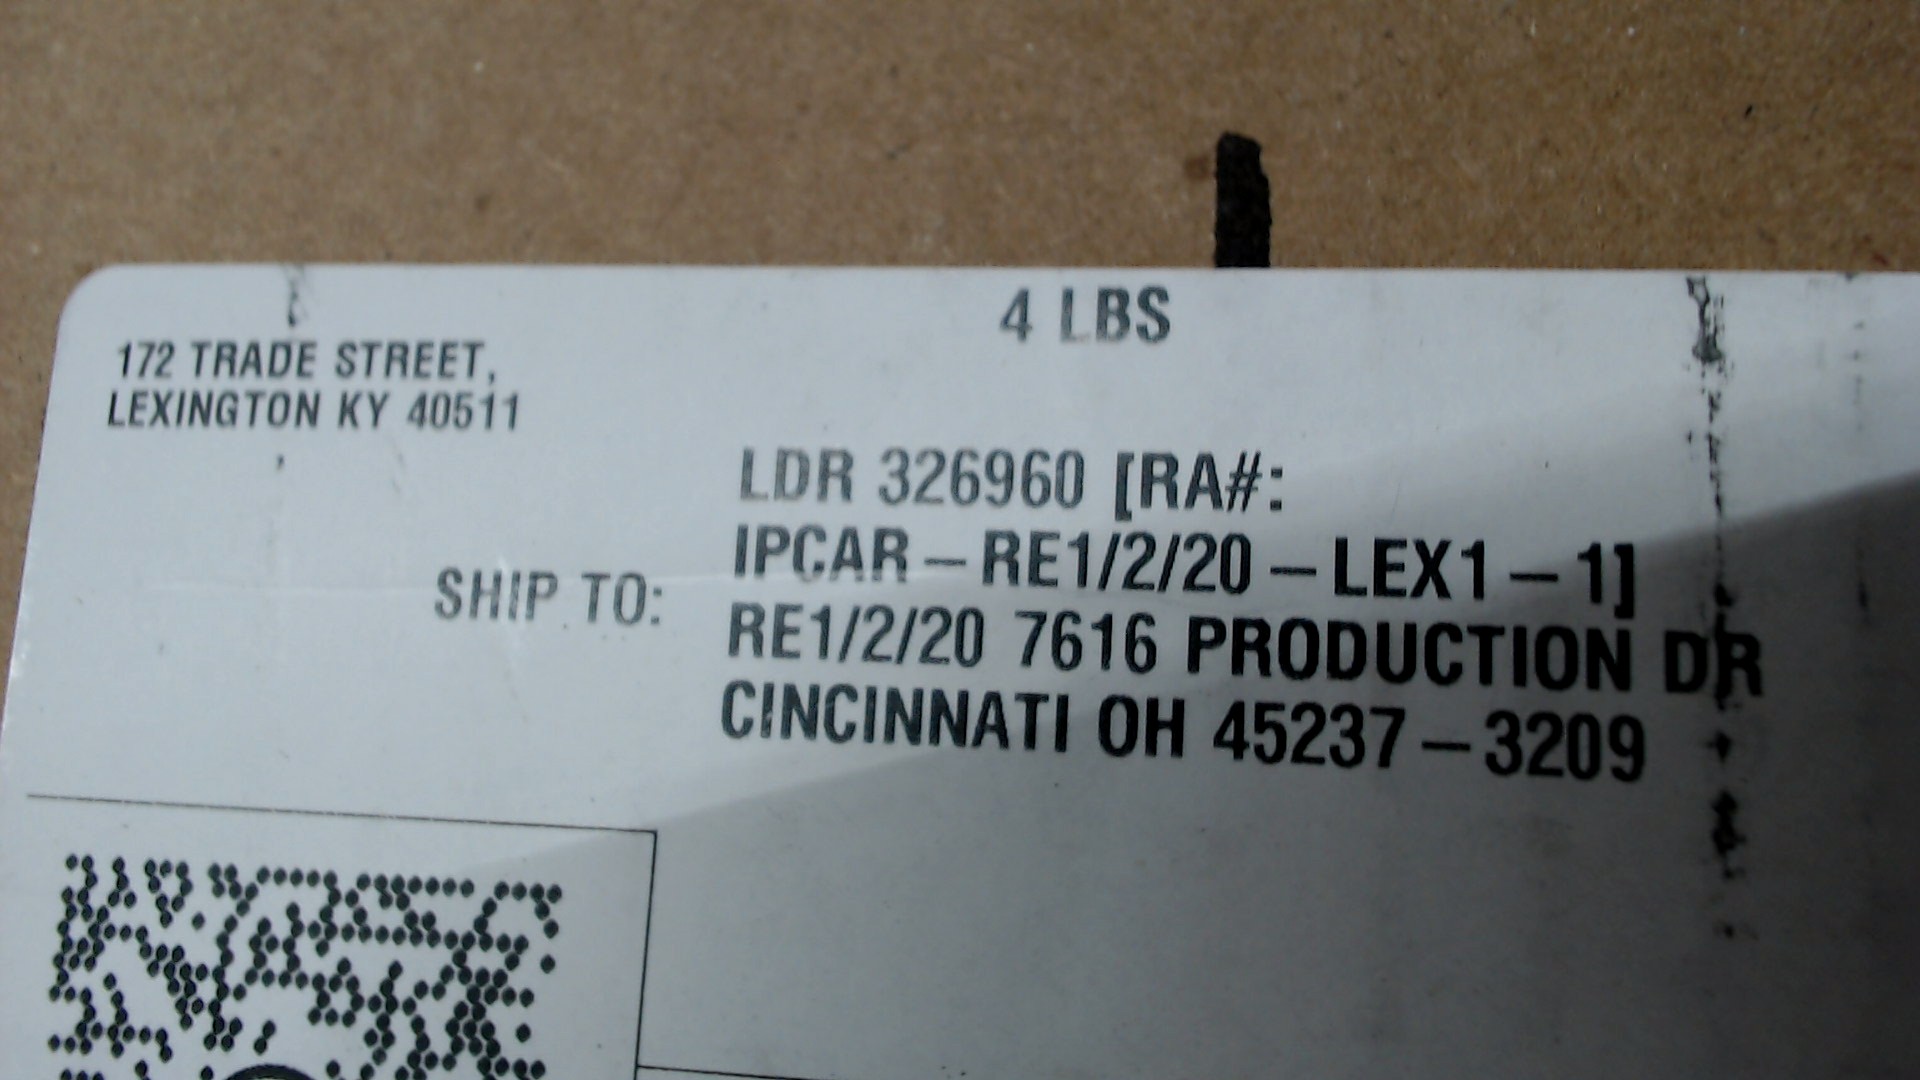 4 LBS
172 TRADE STREET,
LEXINGTON KY 40511
LDR 326960 [RA#:
IPCAR – RE1/2/20 – LEX1 – 1]
SHIP TO:
RE1/2/20 7616 PRODUCTION DR
CINCINNATI OH 45237 – 3209